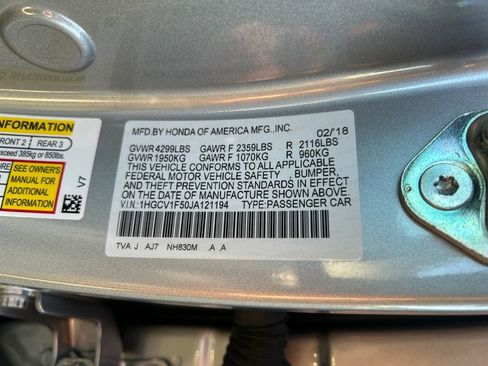 INFORMATION
FRONT 2 REAR 3
exceed 385kg or 850lbs.
SEE OWNER'S
MANUAL FOR
ADDITIONAL
INFORMATION
V7
MFD.BY HONDA OF AMERICA MFG.,INC. 02/18
GVWR 4299LBS GAWR F 2359LBS R 2116LBS
GVWR 1950KG GAWR F 1070KG R 960KG
THIS VEHICLE CONFORMS TO ALL APPLICABLE
FEDERAL MOTOR VEHICLE SAFETY , BUMPER,
AND THEFT PREVENTION STANDARDS IN EFFECT
ON THE DATE OF MANUFACTURE SHOWN ABOVE.
V I N : 1HGCV1F50JA121194 TYPE:PASSENGER CAR
TVA J AJ7 NH830M .A .A